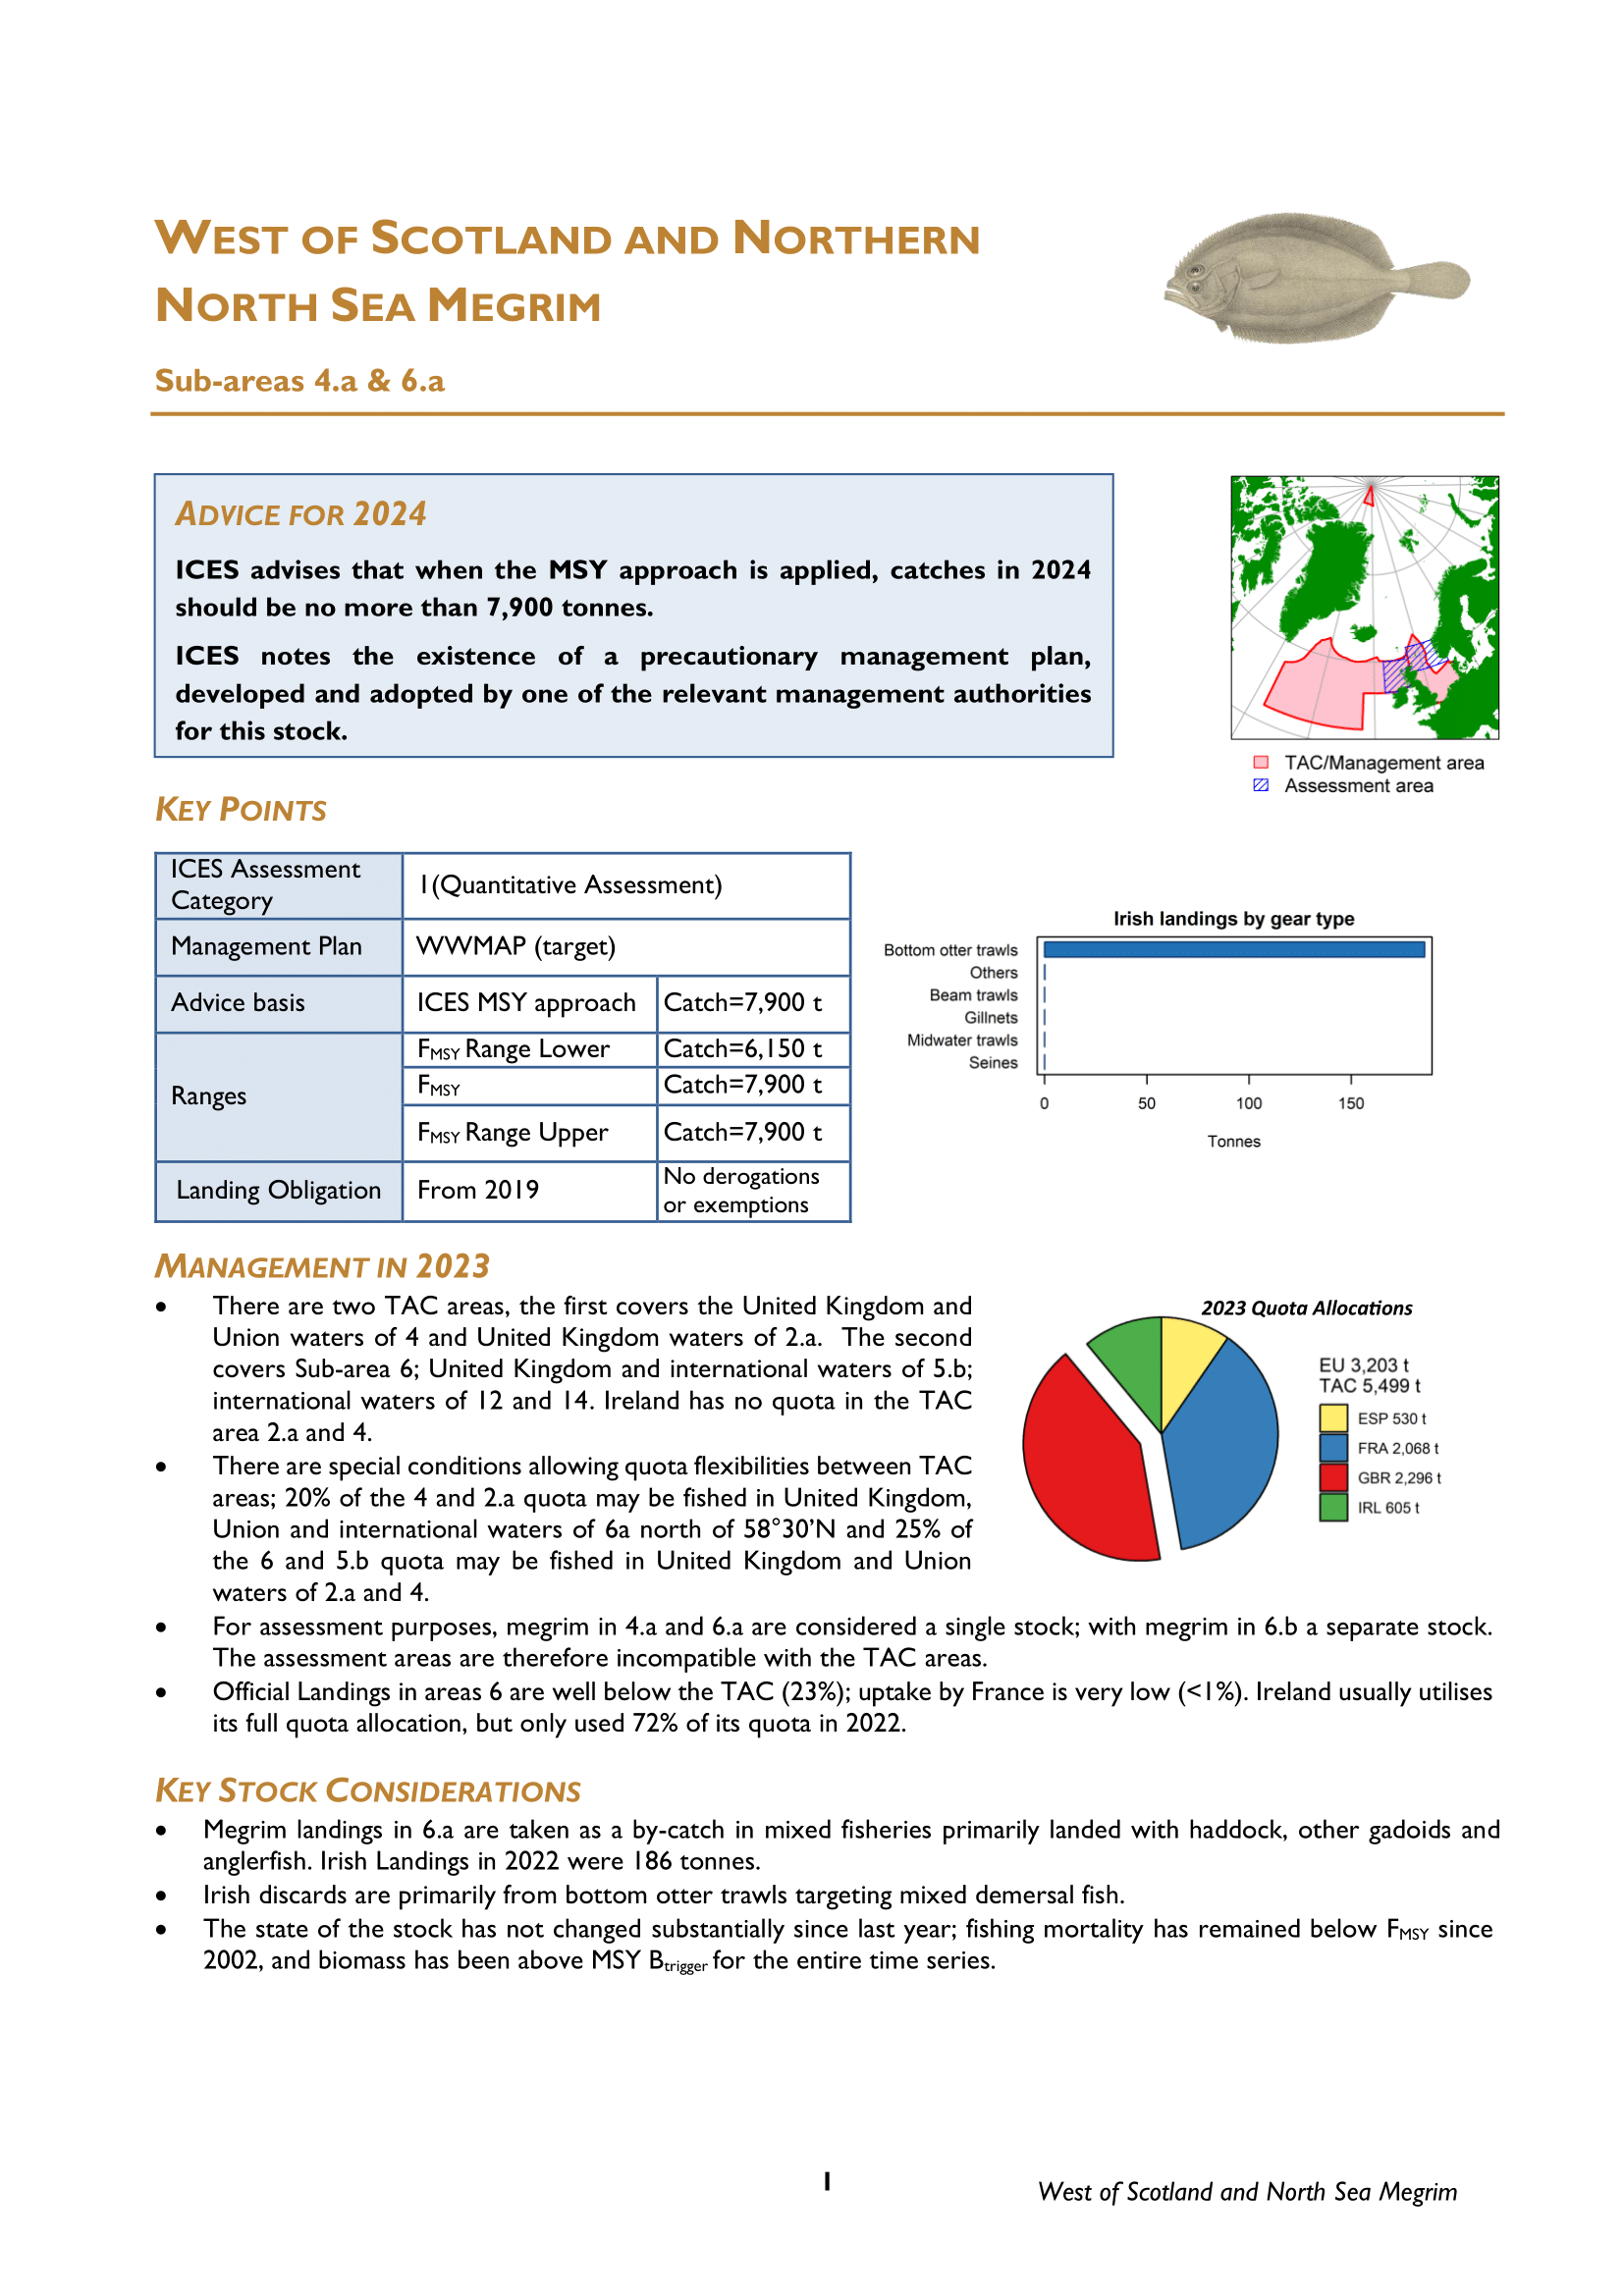 WEST OF SCOTLAND AND NORTHERN
NORTH SEA MEGRIM
Sub-areas 4.a & 6.a
ADVICE FOR 2024
ICES advises that when the MSY approach is applied, catches in 2024
should be no more than 7,900 tonnes.
ICES notes the existence of a precautionary management plan,
developed and adopted by one of the relevant management authorities
for this stock.
TAC/Management area
Assessment area
KEY POINTS
ICES Assessment
Category
1(Quantitative Assessment)
Management Plan
WWMAP (target)
Advice basis
ICES MSY approach
Catch=7,900 t
Ranges
FMSY Range Lower
Catch=6,150 t
FMSY
Catch=7,900 t
FMSY Range Upper
Catch=7,900 t
Landing Obligation
From 2019
No derogations
or exemptions
Irish landings by gear type
Bottom otter trawls
Others
Beam trawls
Gillnets
Midwater trawls
Seines
0 50 100 150
Tonnes
MANAGEMENT IN 2023
• There are two TAC areas, the first covers the United Kingdom and
Union waters of 4 and United Kingdom waters of 2.a. The second
covers Sub-area 6; United Kingdom and international waters of 5.b;
international waters of 12 and 14. Ireland has no quota in the TAC
area 2.a and 4.
• There are special conditions allowing quota flexibilities between TAC
areas; 20% of the 4 and 2.a quota may be fished in United Kingdom,
Union and international waters of 6a north of 58°30’N and 25% of
the 6 and 5.b quota may be fished in United Kingdom and Union
waters of 2.a and 4.
2023 Quota Allocations
EU 3,203 t
TAC 5,499 t
ESP 530 t
FRA 2,068 t
GBR 2,296 t
IRL 605 t
• For assessment purposes, megrim in 4.a and 6.a are considered a single stock; with megrim in 6.b a separate stock.
The assessment areas are therefore incompatible with the TAC areas.
• Official Landings in areas 6 are well below the TAC (23%); uptake by France is very low (<1%). Ireland usually utilises
its full quota allocation, but only used 72% of its quota in 2022.
KEY STOCK CONSIDERATIONS
• Megrim landings in 6.a are taken as a by-catch in mixed fisheries primarily landed with haddock, other gadoids and
anglerfish. Irish Landings in 2022 were 186 tonnes.
• Irish discards are primarily from bottom otter trawls targeting mixed demersal fish.
• The state of the stock has not changed substantially since last year; fishing mortality has remained below FMSY since
2002, and biomass has been above MSY Btrigger for the entire time series.
1
West of Scotland and North Sea Megrim